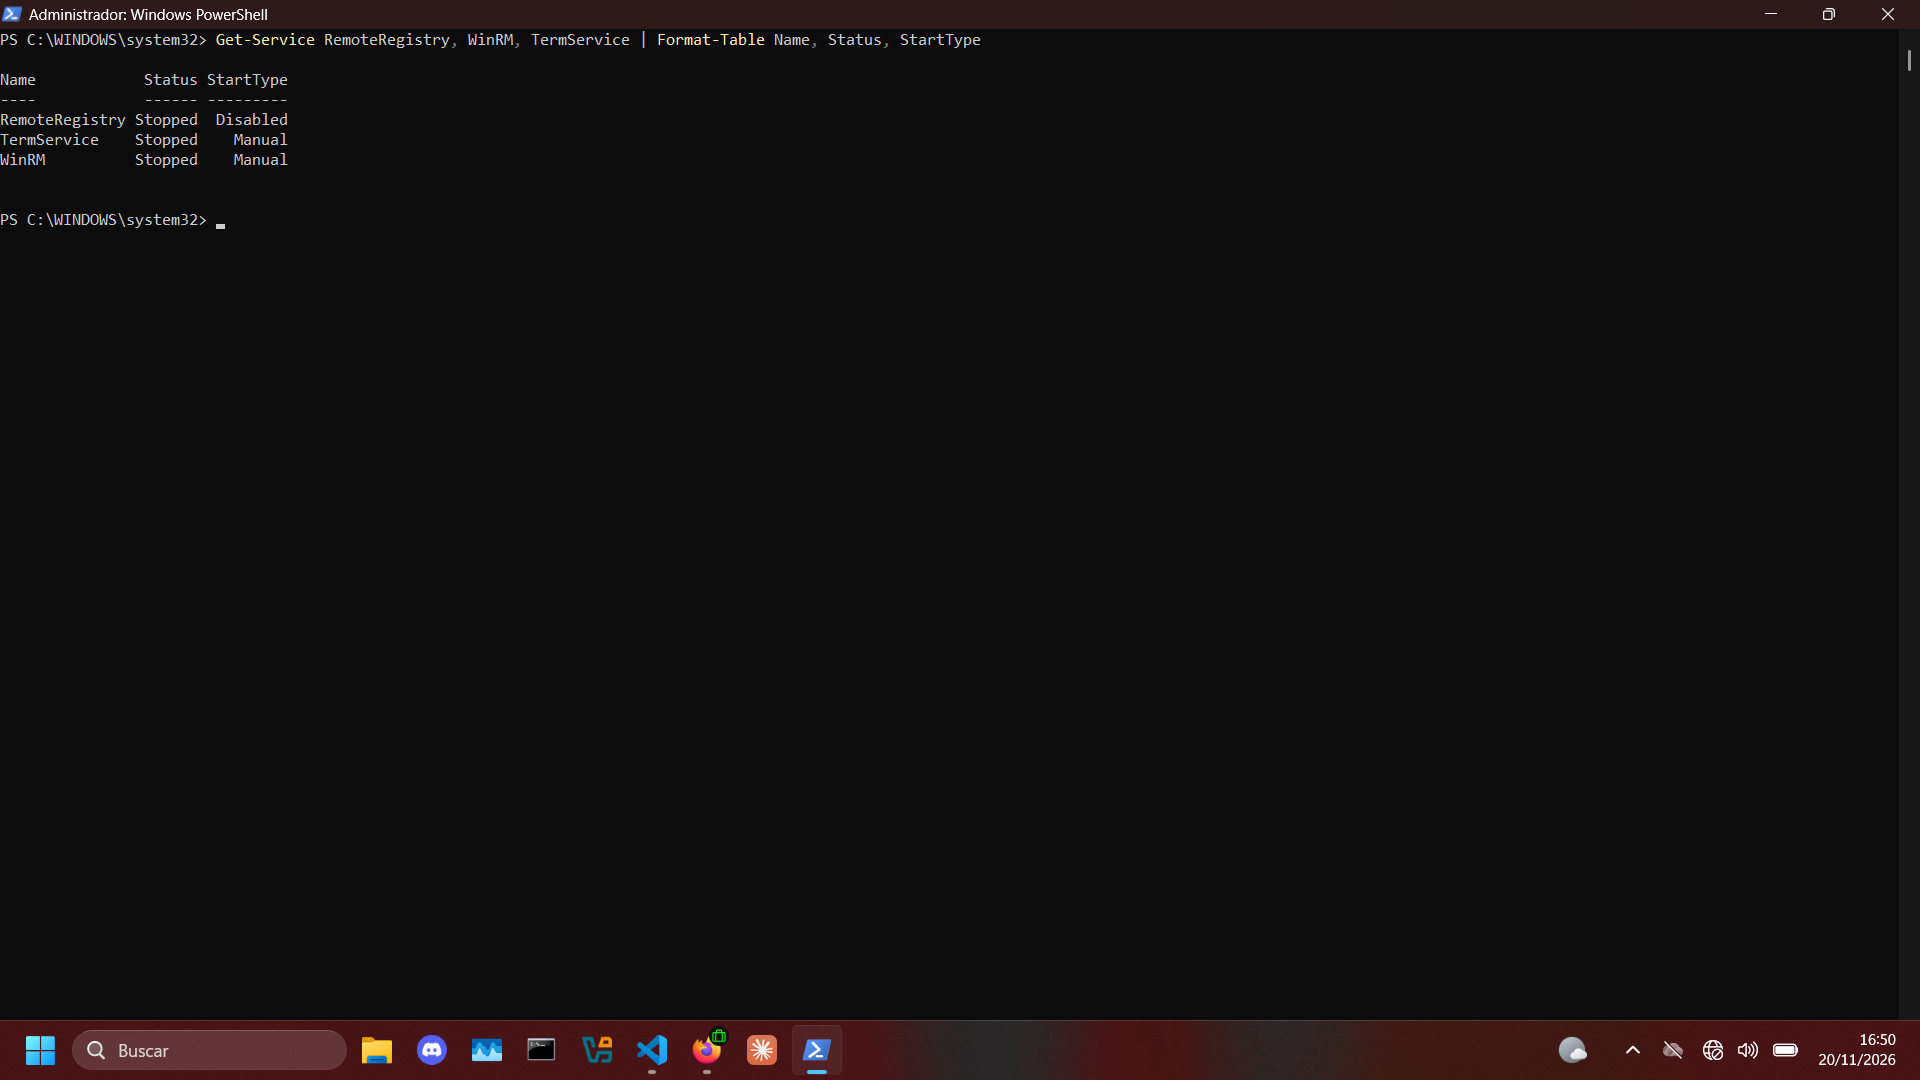 Administrador: Windows PowerShell
PS C:\WINDOWS\system32> Get-Service RemoteRegistry, WinRM, TermService | Format-Table Name, Status, StartType
Name            Status StartType
----            ------ ---------
RemoteRegistry Stopped  Disabled
TermService    Stopped    Manual
WinRM          Stopped    Manual
PS C:\WINDOWS\system32>
Buscar
16:50
20/11/2026